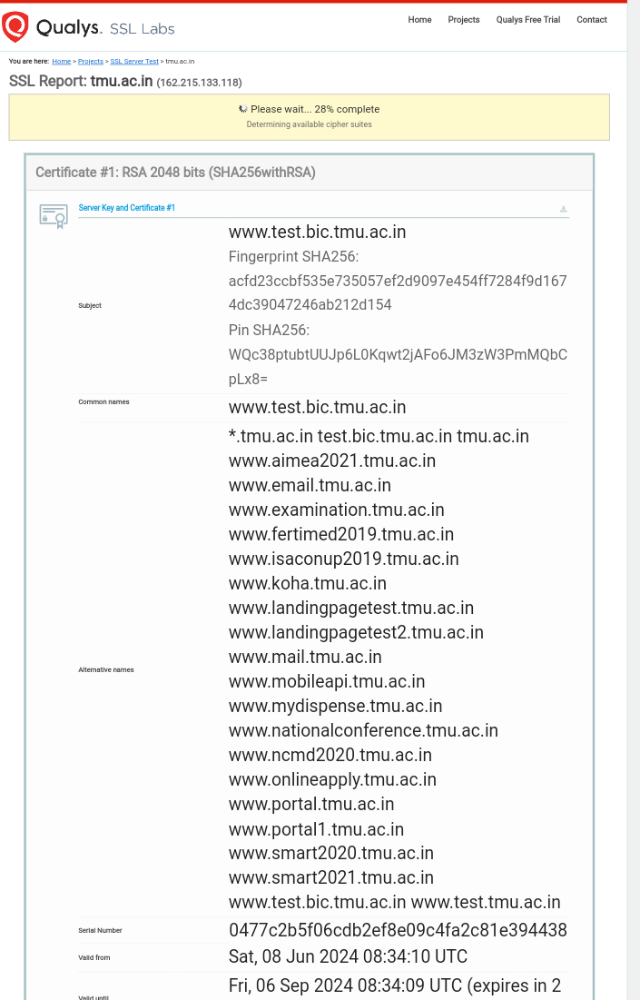 Qualys. SSL Labs
Home Projects Qualys Free Trial Contact
You are here: Home > Projects > SSL Server Test > tmu.ac.in
SSL Report: tmu.ac.in (162.215.133.118)
Please wait... 28% complete
Determining available cipher suites
Certificate #1: RSA 2048 bits (SHA256withRSA)
Server Key and Certificate #1
Subject
www.test.bic.tmu.ac.in
Fingerprint SHA256:
acfd23ccbf535e735057ef2d9097e454ff7284f9d167
4dc39047246ab212d154
Pin SHA256:
WQc38ptubtUUJp6L0Kqwt2jAFo6JM3zW3PmMQbC
pLx8=
Common names
www.test.bic.tmu.ac.in
Alternative names
*.tmu.ac.in test.bic.tmu.ac.in tmu.ac.in
www.aimea2021.tmu.ac.in
www.email.tmu.ac.in
www.examination.tmu.ac.in
www.fertimed2019.tmu.ac.in
www.isaconup2019.tmu.ac.in
www.koha.tmu.ac.in
www.landingpagetest.tmu.ac.in
www.landingpagetest2.tmu.ac.in
www.mail.tmu.ac.in
www.mobileapi.tmu.ac.in
www.mydispense.tmu.ac.in
www.nationalconference.tmu.ac.in
www.ncmd2020.tmu.ac.in
www.onlineapply.tmu.ac.in
www.portal.tmu.ac.in
www.portal1.tmu.ac.in
www.smart2020.tmu.ac.in
www.smart2021.tmu.ac.in
www.test.bic.tmu.ac.in www.test.tmu.ac.in
Serial Number
0477c2b5f06cdb2ef8e09c4fa2c81e394438
Valid from
Sat, 08 Jun 2024 08:34:10 UTC
Valid until
Fri, 06 Sep 2024 08:34:09 UTC (expires in 2